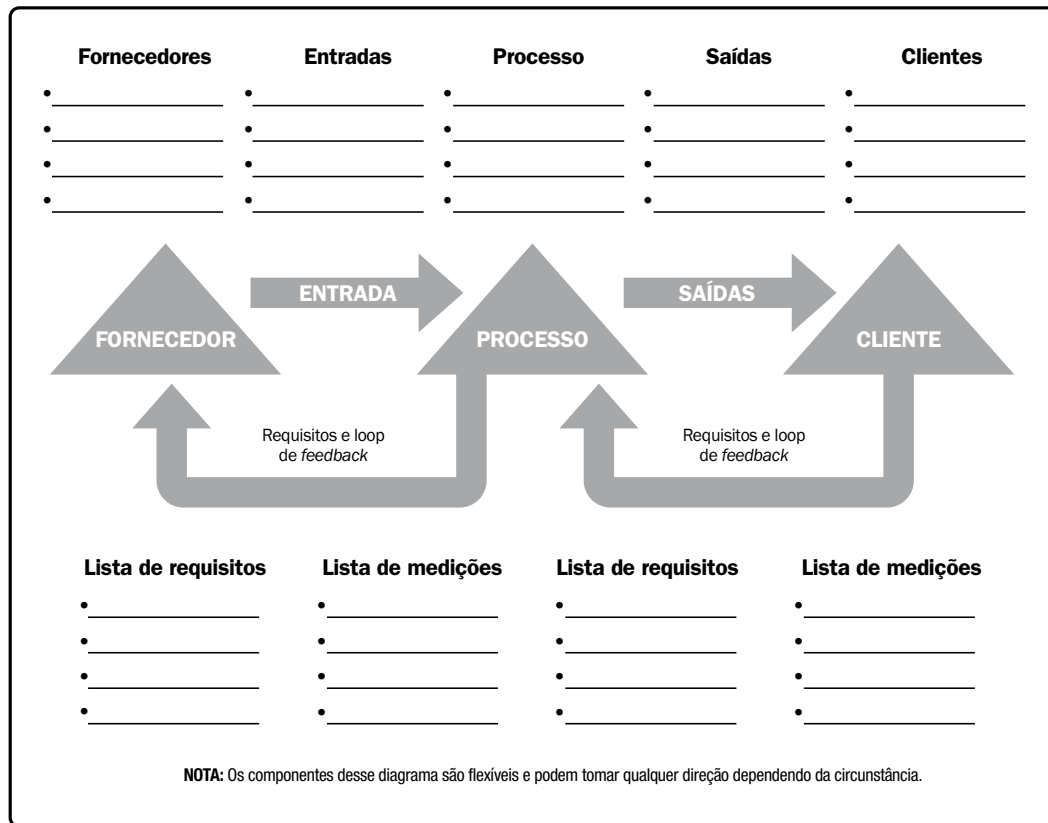 Fornecedores Entradas Processo Saídas Clientes
ENTRADA SAÍDAS
FORNECEDOR PROCESSO CLIENTE
Requisitos e loop
de feedback
Requisitos e loop
de feedback
Lista de requisitos Lista de medições Lista de requisitos Lista de medições
NOTA: Os componentes desse diagrama são flexíveis e podem tomar qualquer direção dependendo da circunstância.